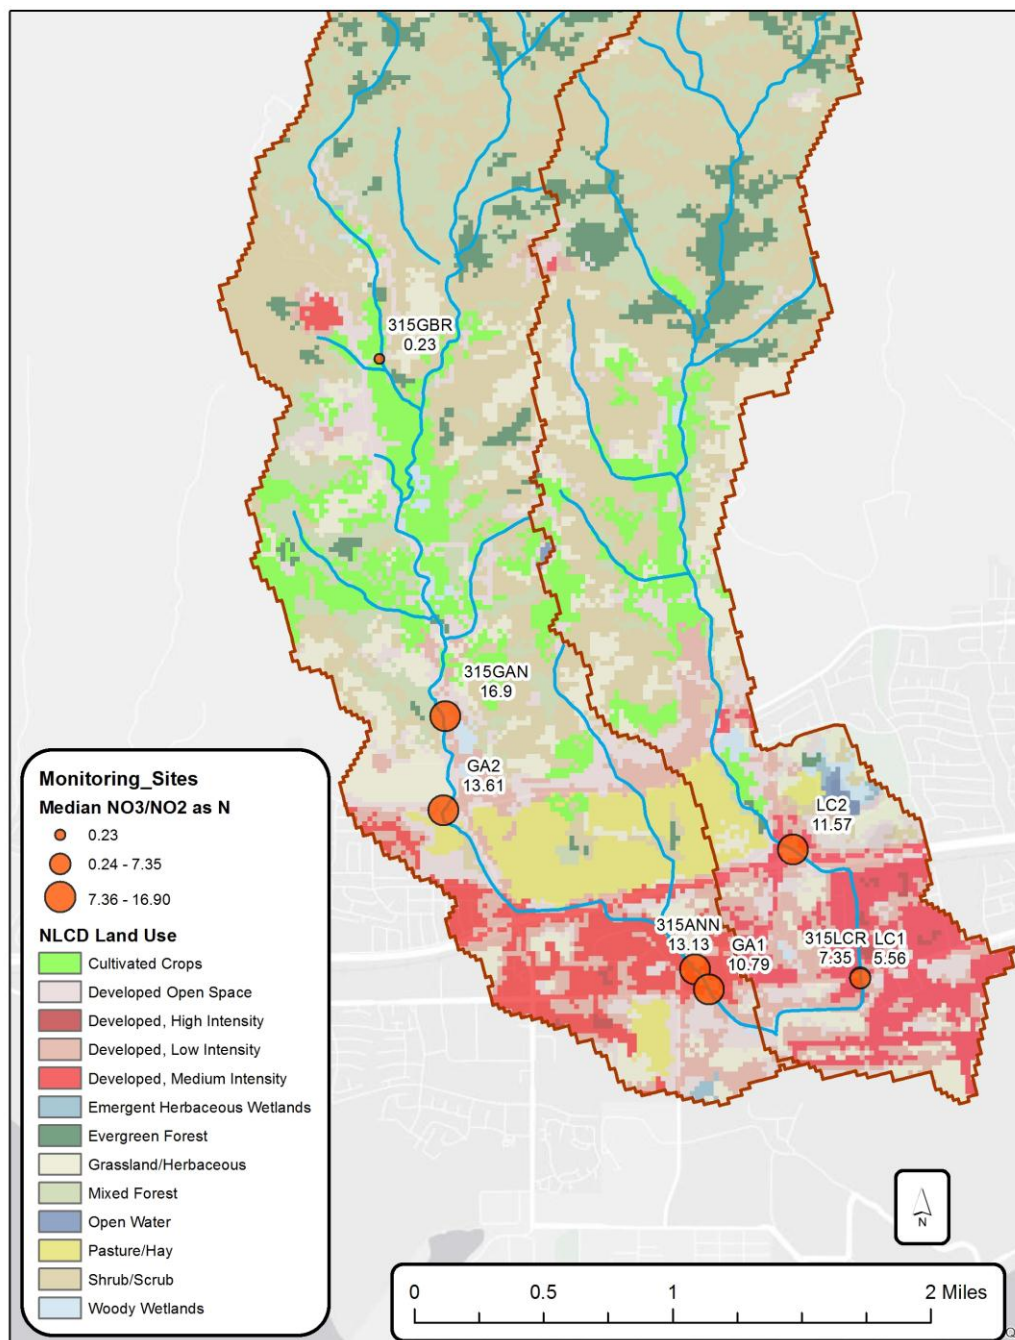 315GBR
0.23
315GAN
16.9
GA2
13.61
LC2
11.57
315ANN
13.13
GA1
10.79
315LCR
7.35
LC1
5.56
Monitoring_Sites
Median NO3/NO2 as N
0.23
0.24 - 7.35
7.36 - 16.90
NLCD Land Use
Cultivated Crops
Developed Open Space
Developed, High Intensity
Developed, Low Intensity
Developed, Medium Intensity
Emergent Herbaceous Wetlands
Evergreen Forest
Grassland/Herbaceous
Mixed Forest
Open Water
Pasture/Hay
Shrub/Scrub
Woody Wetlands
N
0 0.5 1 2 Miles